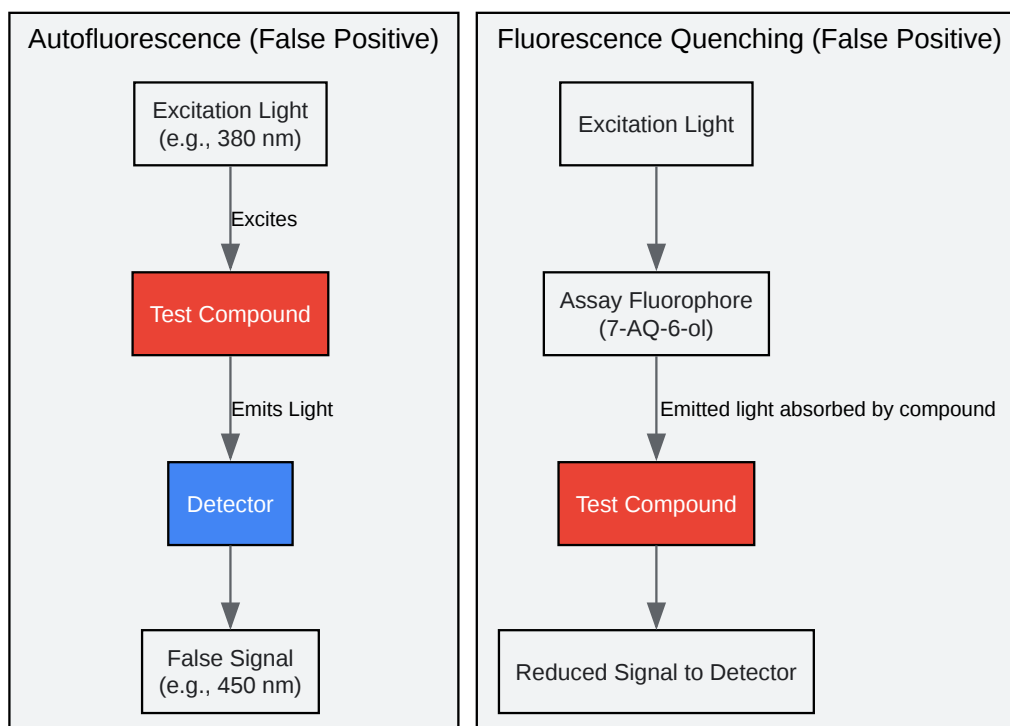 Autofluorescence (False Positive)
Excitation Light
(e.g., 380 nm)
Excites
Test Compound
Emits Light
Detector
False Signal
(e.g., 450 nm)
Fluorescence Quenching (False Positive)
Excitation Light
Assay Fluorophore
(7-AQ-6-ol)
Emitted light absorbed by compound
Test Compound
Reduced Signal to Detector